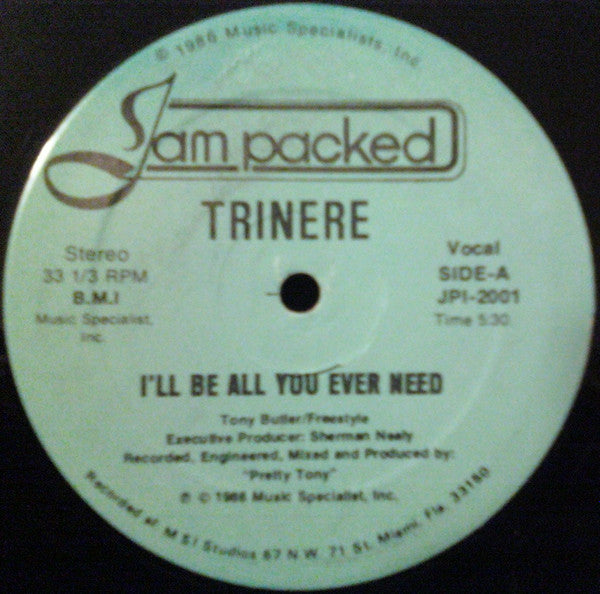 © 1986 Music Specialists, Inc.
Jam packed
TRINERE
Stereo
33 1/3 RPM
B.M.I
Music Specialist,
Inc.
Vocal
SIDE-A
JPI-2001
Time 5:30
I'LL BE ALL YOU EVER NEED
Tony Butler/Freestyle
Executive Producer: Sherman Nealy
Recorded, Engineered, Mixed and Produced by:
"Pretty Tony"
℗ © 1986 Music Specialist, Inc.
Recorded at M S I Studios 67 N.W. 71 St. Miami, Fla. 33150